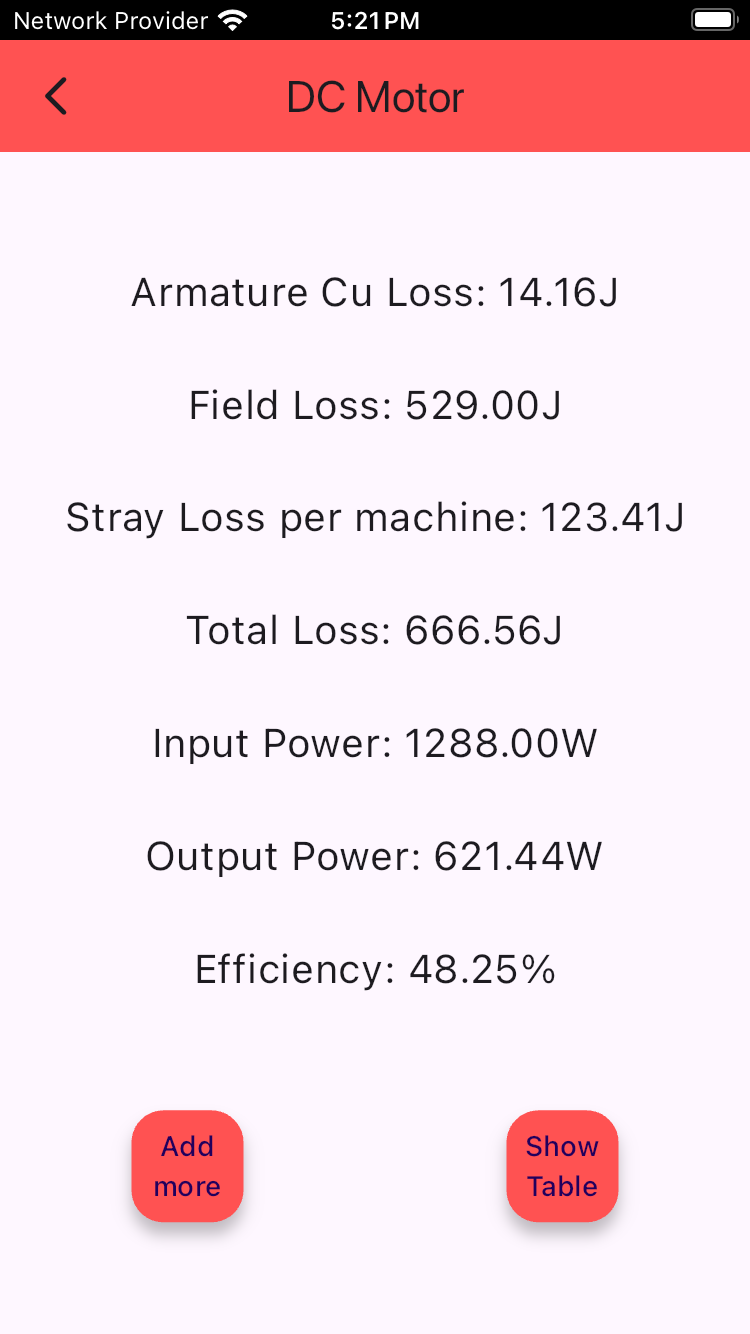 Network Provider 5:21 PM
DC Motor
Armature Cu Loss: 14.16J
Field Loss: 529.00J
Stray Loss per machine: 123.41J
Total Loss: 666.56J
Input Power: 1288.00W
Output Power: 621.44W
Efficiency: 48.25%
Add
more
Show
Table